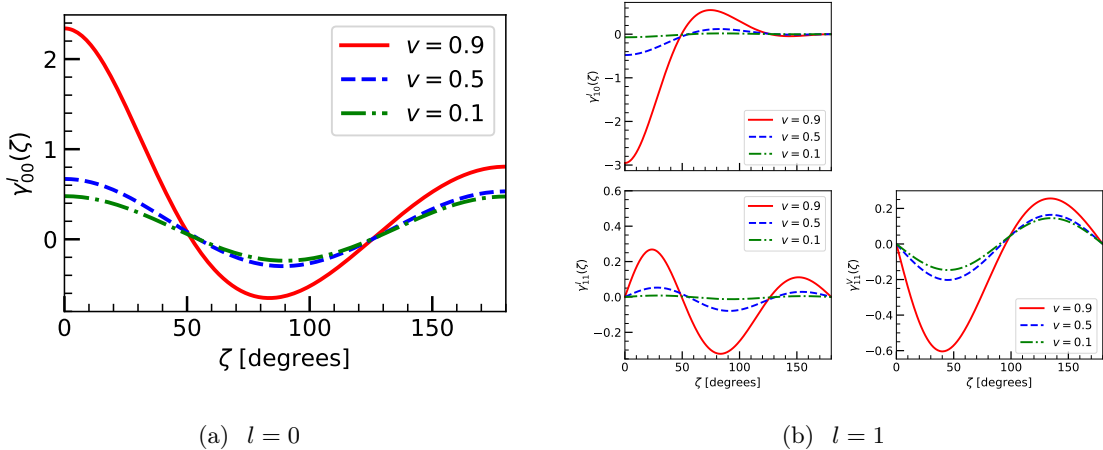 γ^I_00(ζ)
2
1
0
v = 0.9
v = 0.5
v = 0.1
0 50 100 150
ζ [degrees]
(a) l = 0
γ^I_10(ζ)
0
−1
−2
−3
v = 0.9
v = 0.5
v = 0.1
γ^I_11(ζ)
0.6
0.4
0.2
0.0
−0.2
v = 0.9
v = 0.5
v = 0.1
0 50 100 150
ζ [degrees]
γ^V_11(ζ)
0.2
0.0
−0.2
−0.4
−0.6
v = 0.9
v = 0.5
v = 0.1
0 50 100 150
ζ [degrees]
(b) l = 1